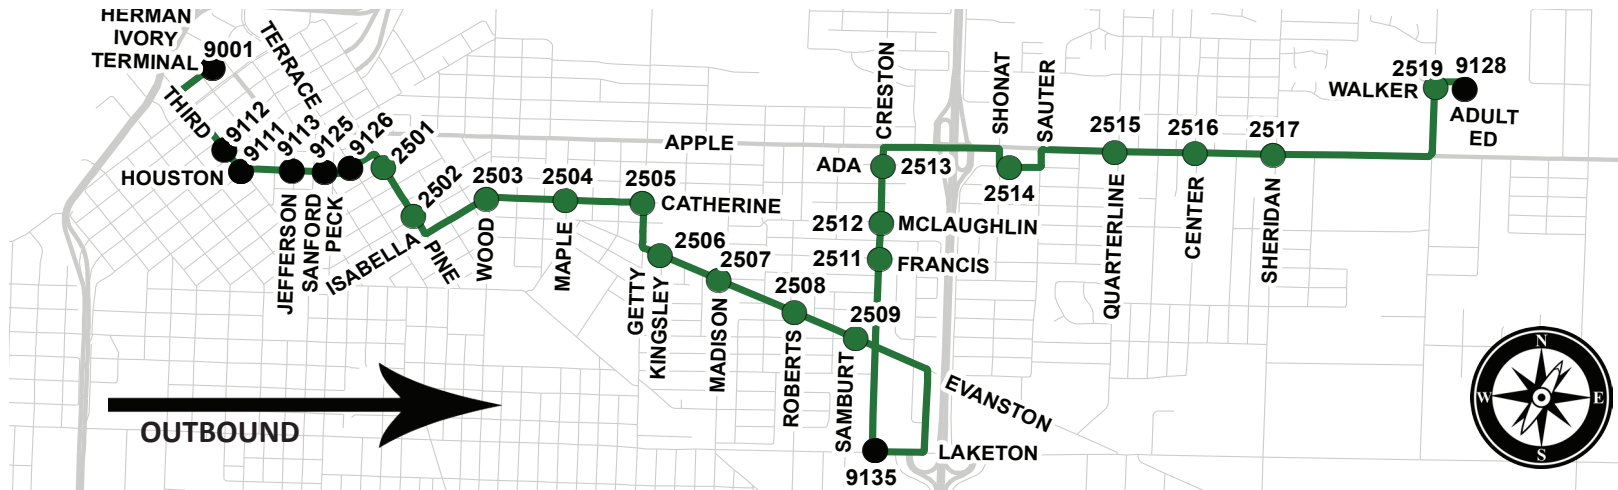 HERMAN
IVORY
TERMINAL
9001
THIRD
TERRACE
9112
9111
9113
9125
9126
HOUSTON
JEFFERSON
SANFORD
PECK
ISABELLA
PINE
2501
2502
2503
WOOD
2504
MAPLE
2505
CATHERINE
GETTY
KINGSLEY
2506
2507
MADISON
2508
ROBERTS
2509
SAMBURT
EVANSTON
LAKETON
9135
2511
FRANCIS
2512
MCLAUGHLIN
ADA
2513
CRESTON
APPLE
SHONAT
2514
SAUTER
2515
QUARTERLINE
2516
CENTER
2517
SHERIDAN
WALKER
2519
9128
ADULT
ED
OUTBOUND
N
W
E
S